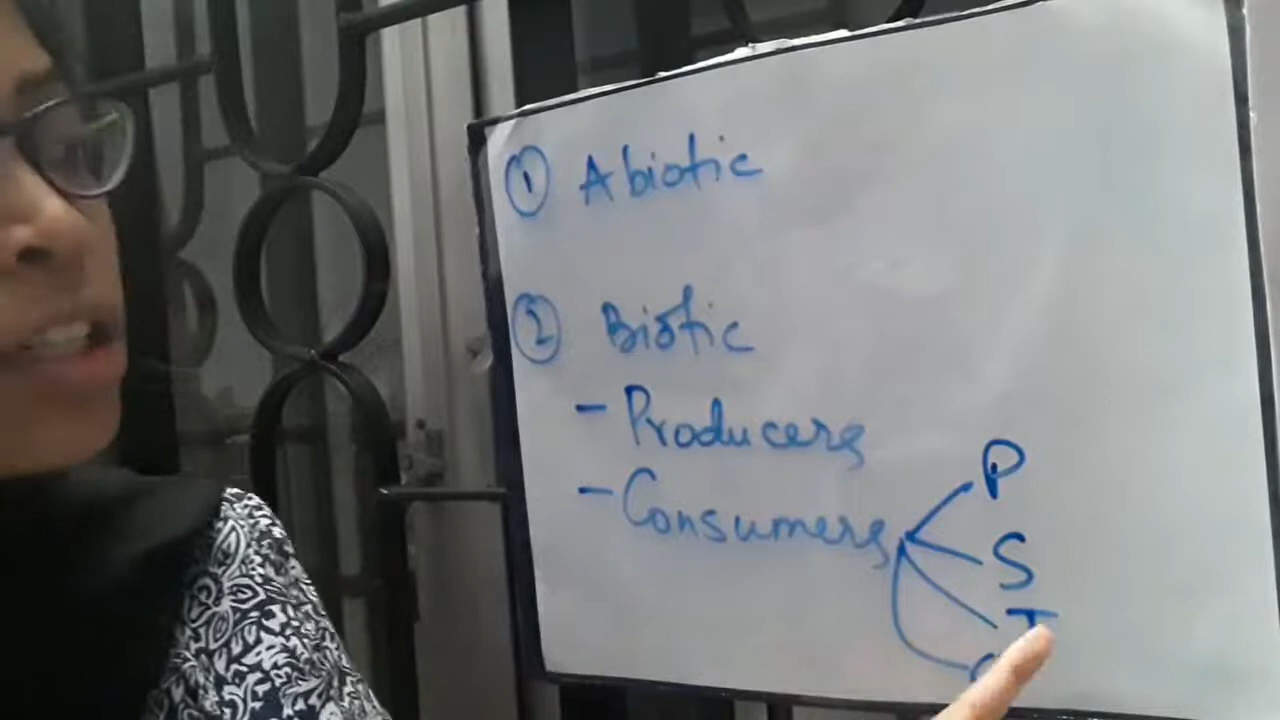 ① Abiotic
② Biotic
- Producers
- Consumers
P
S
T